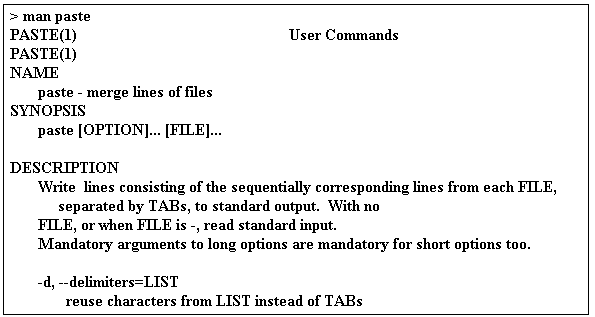 > man paste
PASTE(1) User Commands
PASTE(1)
NAME
paste - merge lines of files
SYNOPSIS
paste [OPTION]... [FILE]...
DESCRIPTION
Write lines consisting of the sequentially corresponding lines from each FILE,
separated by TABs, to standard output. With no
FILE, or when FILE is -, read standard input.
Mandatory arguments to long options are mandatory for short options too.
-d, --delimiters=LIST
reuse characters from LIST instead of TABs